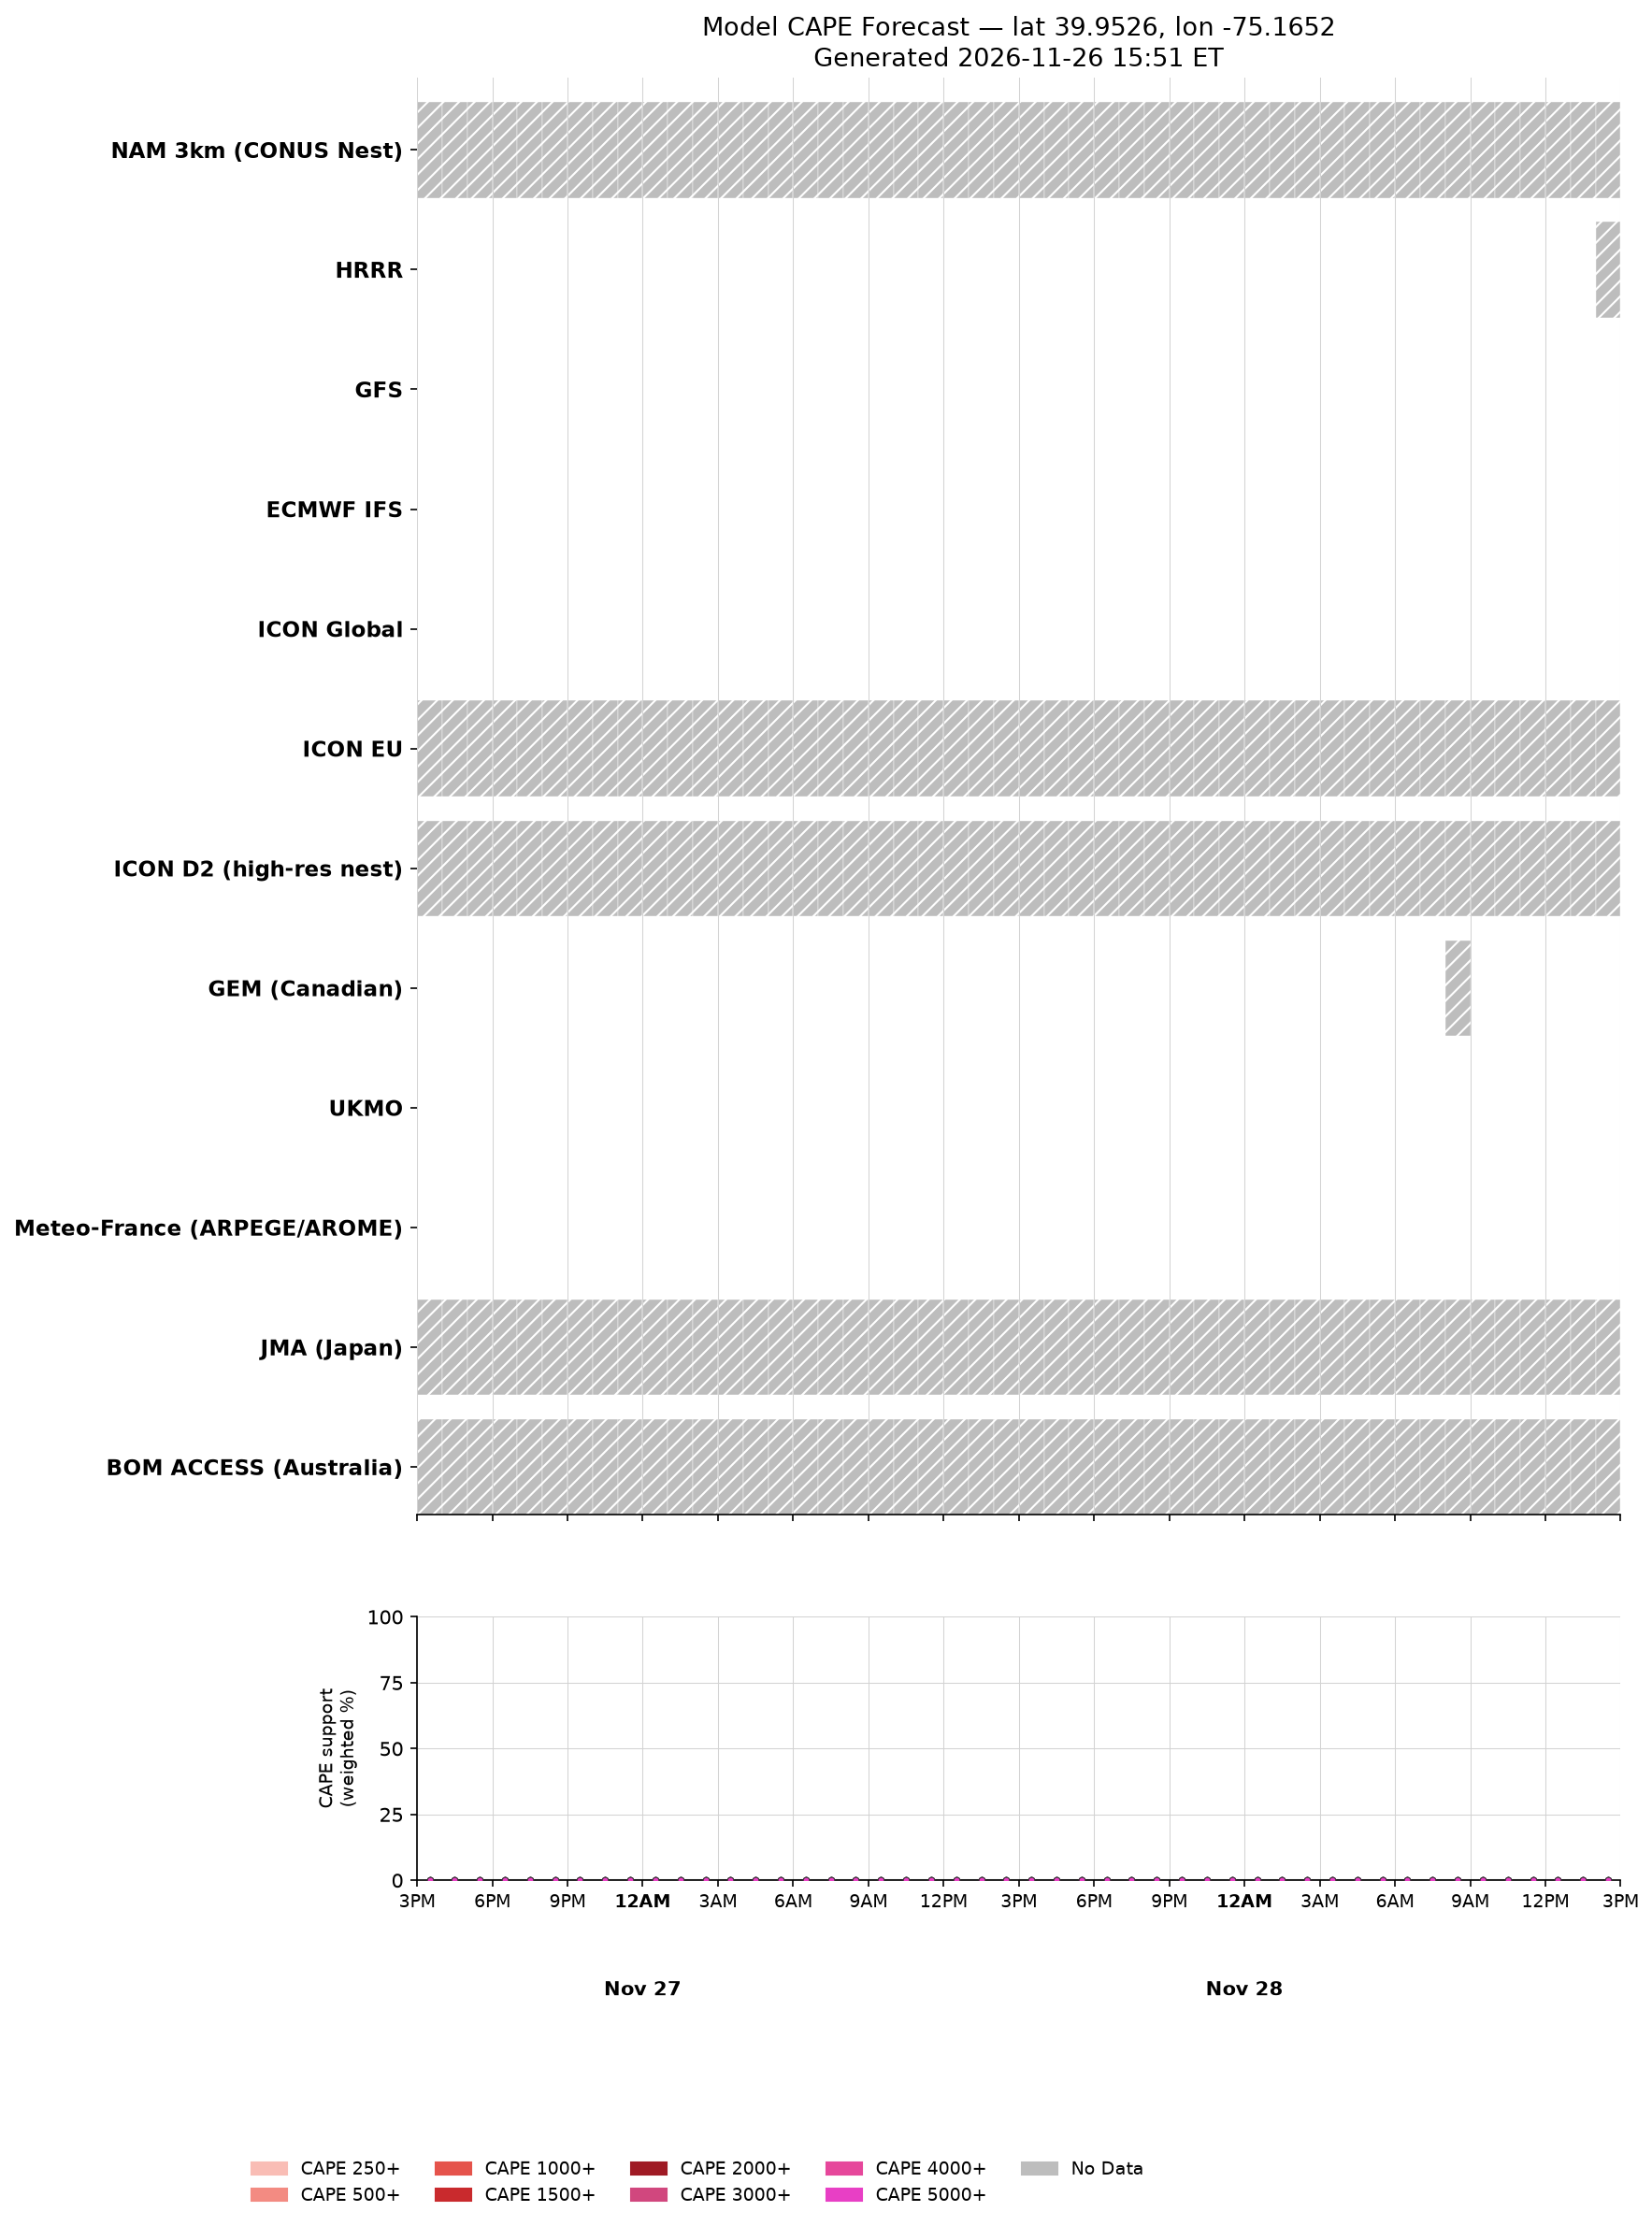 Model CAPE Forecast — lat 39.9526, lon -75.1652
Generated 2026-11-26 15:51 ET
NAM 3km (CONUS Nest)
HRRR
GFS
ECMWF IFS
ICON Global
ICON EU
ICON D2 (high-res nest)
GEM (Canadian)
UKMO
Meteo-France (ARPEGE/AROME)
JMA (Japan)
BOM ACCESS (Australia)
CAPE support
(weighted %)
100
75
50
25
0
3PM 6PM 9PM 12AM 3AM 6AM 9AM 12PM 3PM 6PM 9PM 12AM 3AM 6AM 9AM 12PM 3PM
Nov 27 Nov 28
CAPE 250+ CAPE 1000+ CAPE 2000+ CAPE 4000+ No Data
CAPE 500+ CAPE 1500+ CAPE 3000+ CAPE 5000+